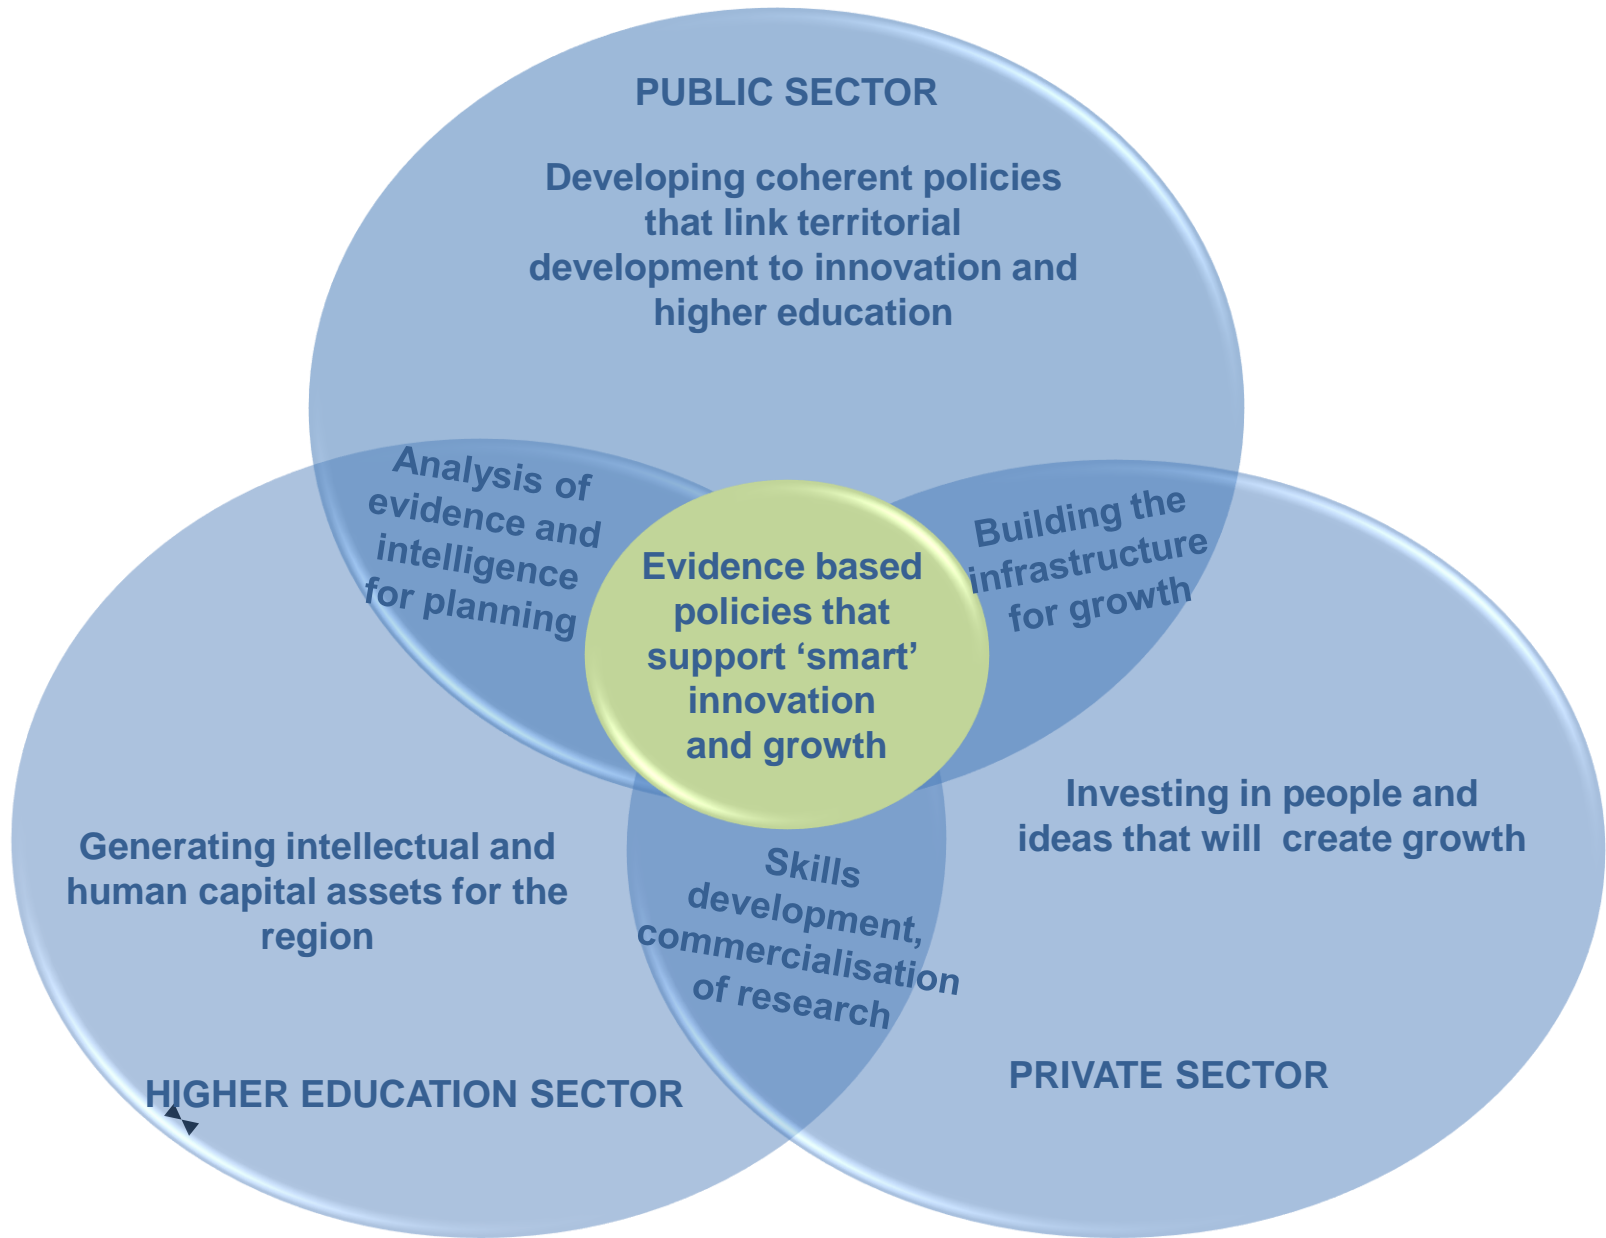 PUBLIC SECTOR
Developing coherent policies
that link territorial
development to innovation and
higher education
Analysis of
evidence and
intelligence
for planning
Building the
infrastructure
for growth
Evidence based
policies that
support ‘smart’
innovation
and growth
Generating intellectual and
human capital assets for the
region
Investing in people and
ideas that will  create growth
Skills
development,
commercialisation
of research
HIGHER EDUCATION SECTOR
PRIVATE SECTOR